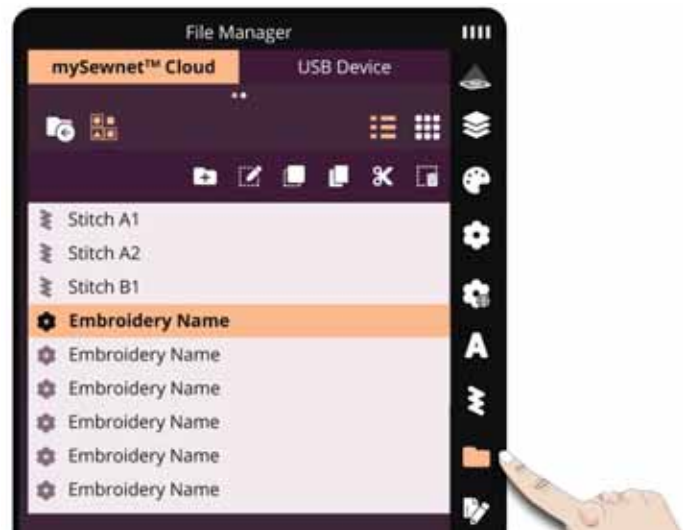 File Manager
mySewnet™ Cloud USB Device
Stitch A1
Stitch A2
Stitch B1
Embroidery Name
Embroidery Name
Embroidery Name
Embroidery Name
Embroidery Name
Embroidery Name
A